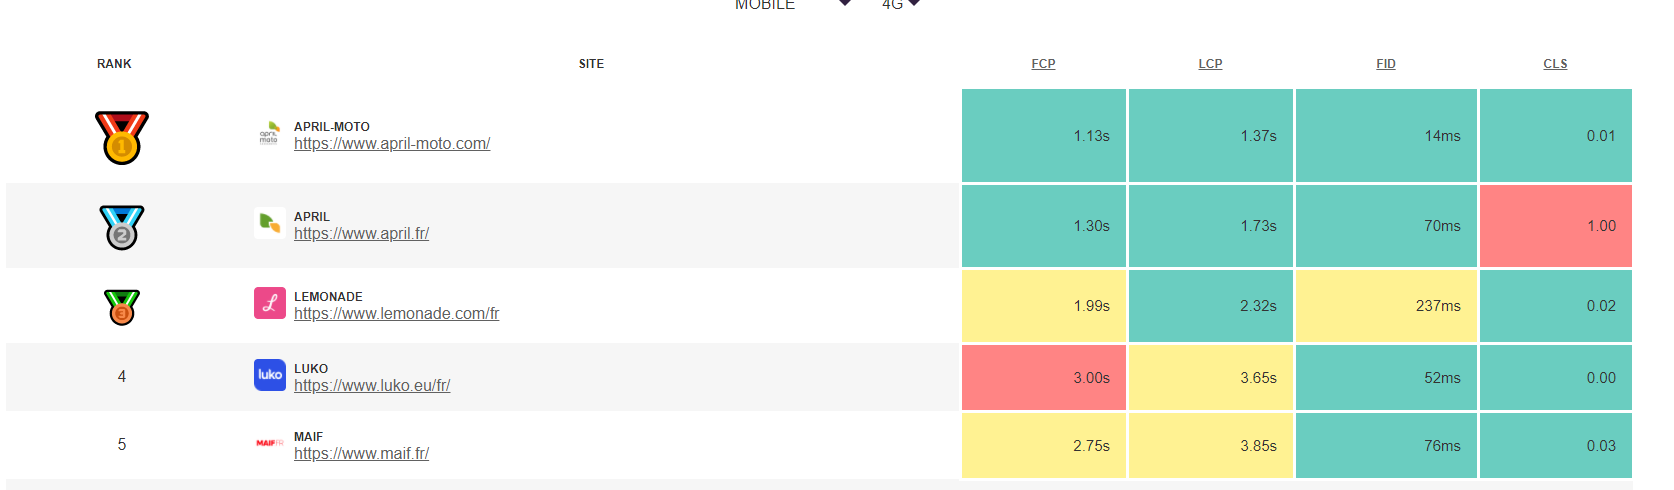 MOBILE 4G
RANK SITE FCP LCP FID CLS
1 april moto APRIL-MOTO 1.13s 1.37s 14ms 0.01
https://www.april-moto.com/
2 APRIL 1.30s 1.73s 70ms 1.00
https://www.april.fr/
3 L LEMONADE 1.99s 2.32s 237ms 0.02
https://www.lemonade.com/fr
4 luko LUKO 3.00s 3.65s 52ms 0.00
https://www.luko.eu/fr/
5 MAIF FR MAIF 2.75s 3.85s 76ms 0.03
https://www.maif.fr/